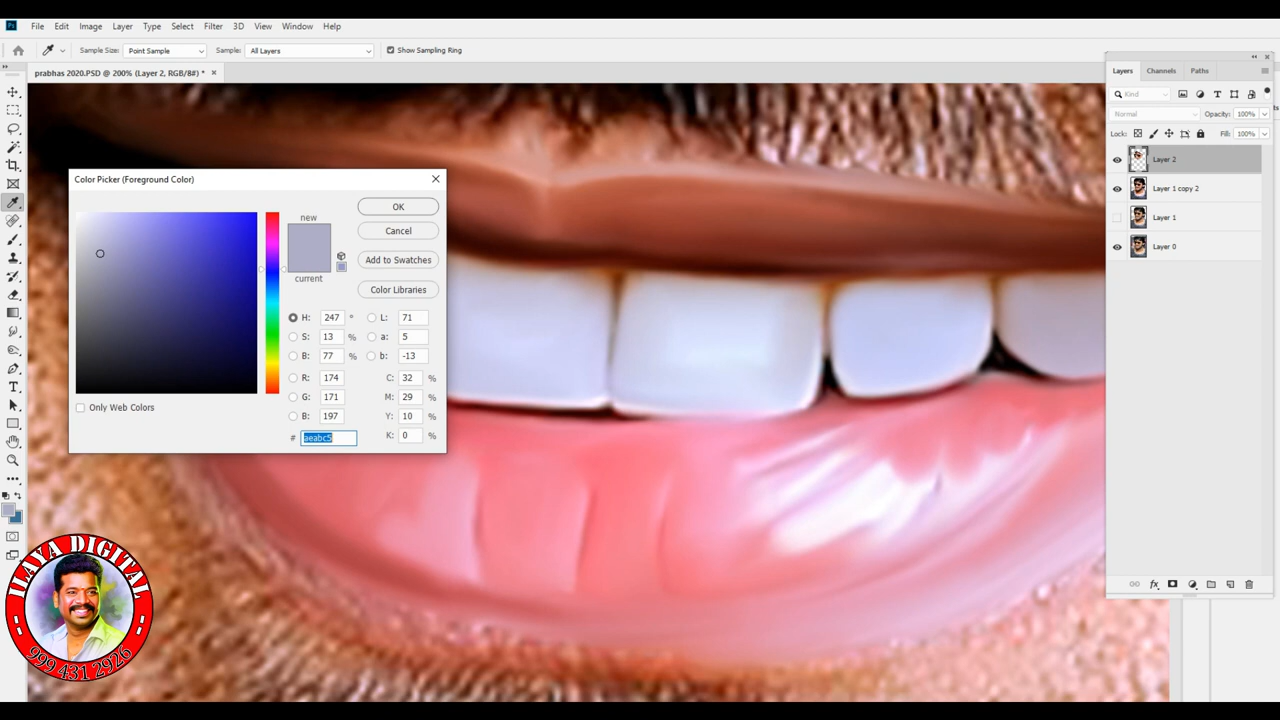 File Edit Image Layer Type Select Filter 3D View Window Help
Sample Size: Point Sample Sample: All Layers Show Sampling Ring
prabhas 2020.PSD @ 200% (Layer 2, RGB/8#) *
Color Picker (Foreground Color)
new
current
OK
Cancel
Add to Swatches
Color Libraries
H: 247 ° L: 71
S: 13 % a: 5
B: 77 % b: -13
R: 174 C: 32 %
G: 171 M: 29 %
B: 197 Y: 10 %
# aeabc5 K: 0 %
Only Web Colors
Layers Channels Paths
Kind
Normal Opacity: 100%
Lock: Fill: 100%
Layer 2
Layer 1 copy 2
Layer 1
Layer 0
fx
ILAYA DIGITAL
999 431 2926